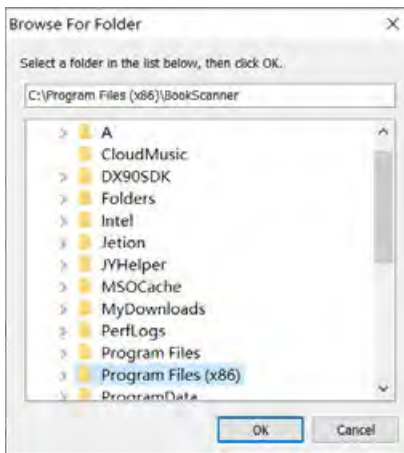 Browse For Folder
Select a folder in the list below, then click OK.
C:\Program Files (x86)\BookScanner
A
CloudMusic
DX90SDK
Folders
Intel
Jetion
JYHelper
MSOCache
MyDownloads
PerfLogs
Program Files
Program Files (x86)
ProgramData
OK
Cancel